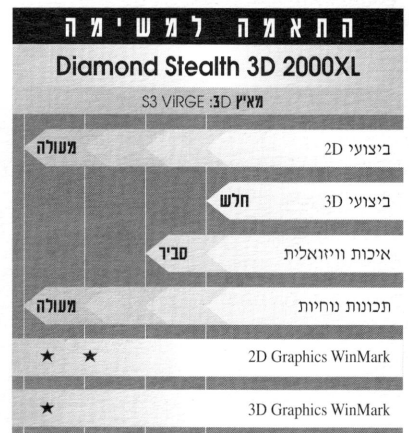 התאמה למשימה
Diamond Stealth 3D 2000XL
מאיץ 3D: S3 ViRGE
ביצועי 2D מעולה
ביצועי 3D חלש
איכות וויזואלית סביר
תכונות נוחיות מעולה
2D Graphics WinMark ★ ★
3D Graphics WinMark ★